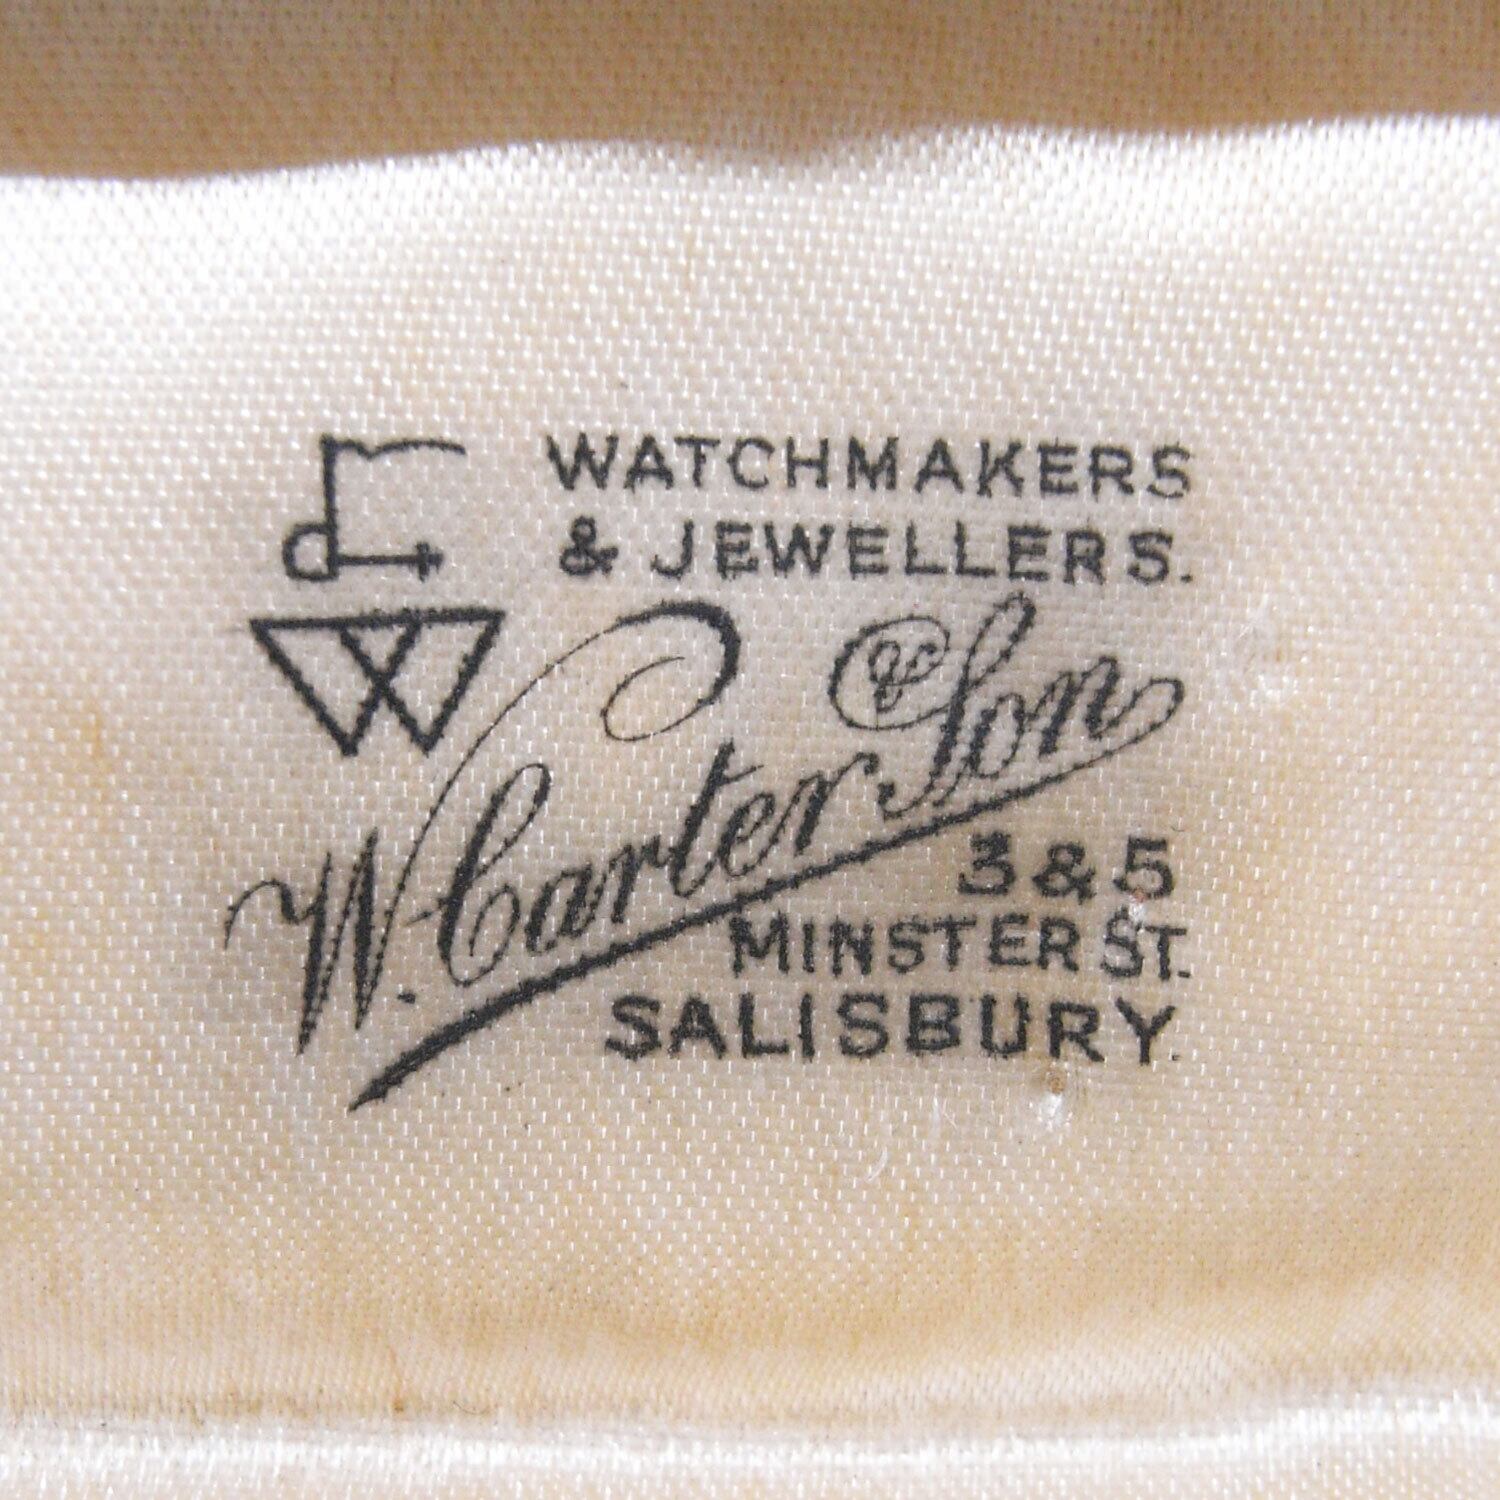 WATCHMAKERS
& JEWELLERS.
W
W. Carter & Son
3 & 5
MINSTER ST.
SALISBURY.